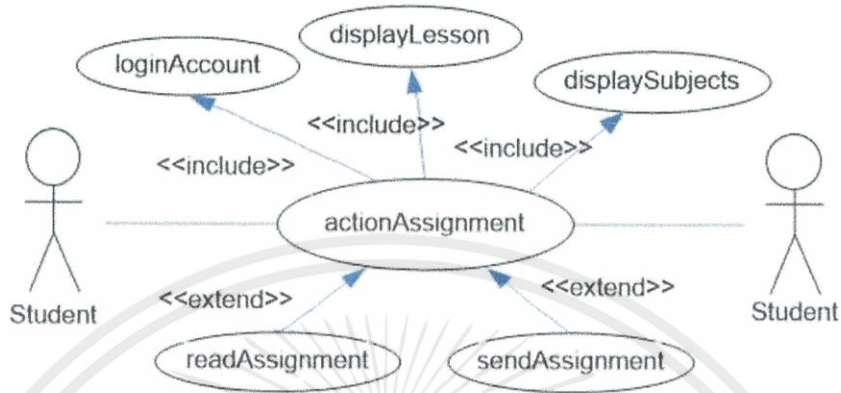 displayLesson
loginAccount
displaySubjects
<<include>>
<<include>>
<<include>>
actionAssignment
Student
Student
<<extend>>
<<extend>>
readAssignment
sendAssignment